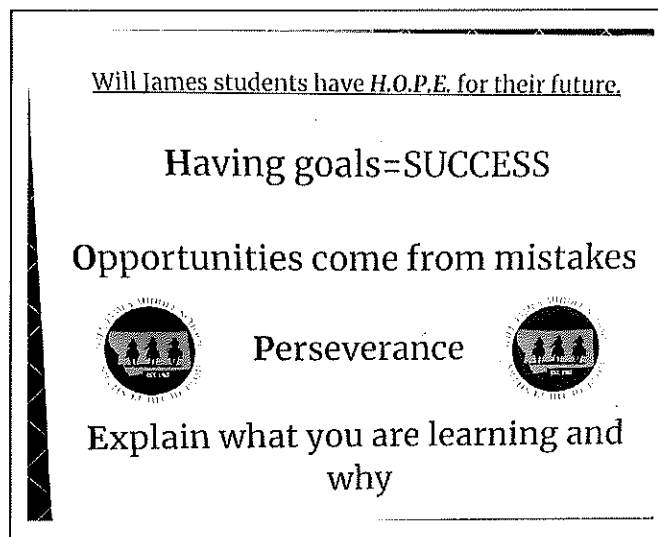 Will James students have H.O.P.E. for their future.
Having goals=SUCCESS
Opportunities come from mistakes
Perseverance
Explain what you are learning and
why